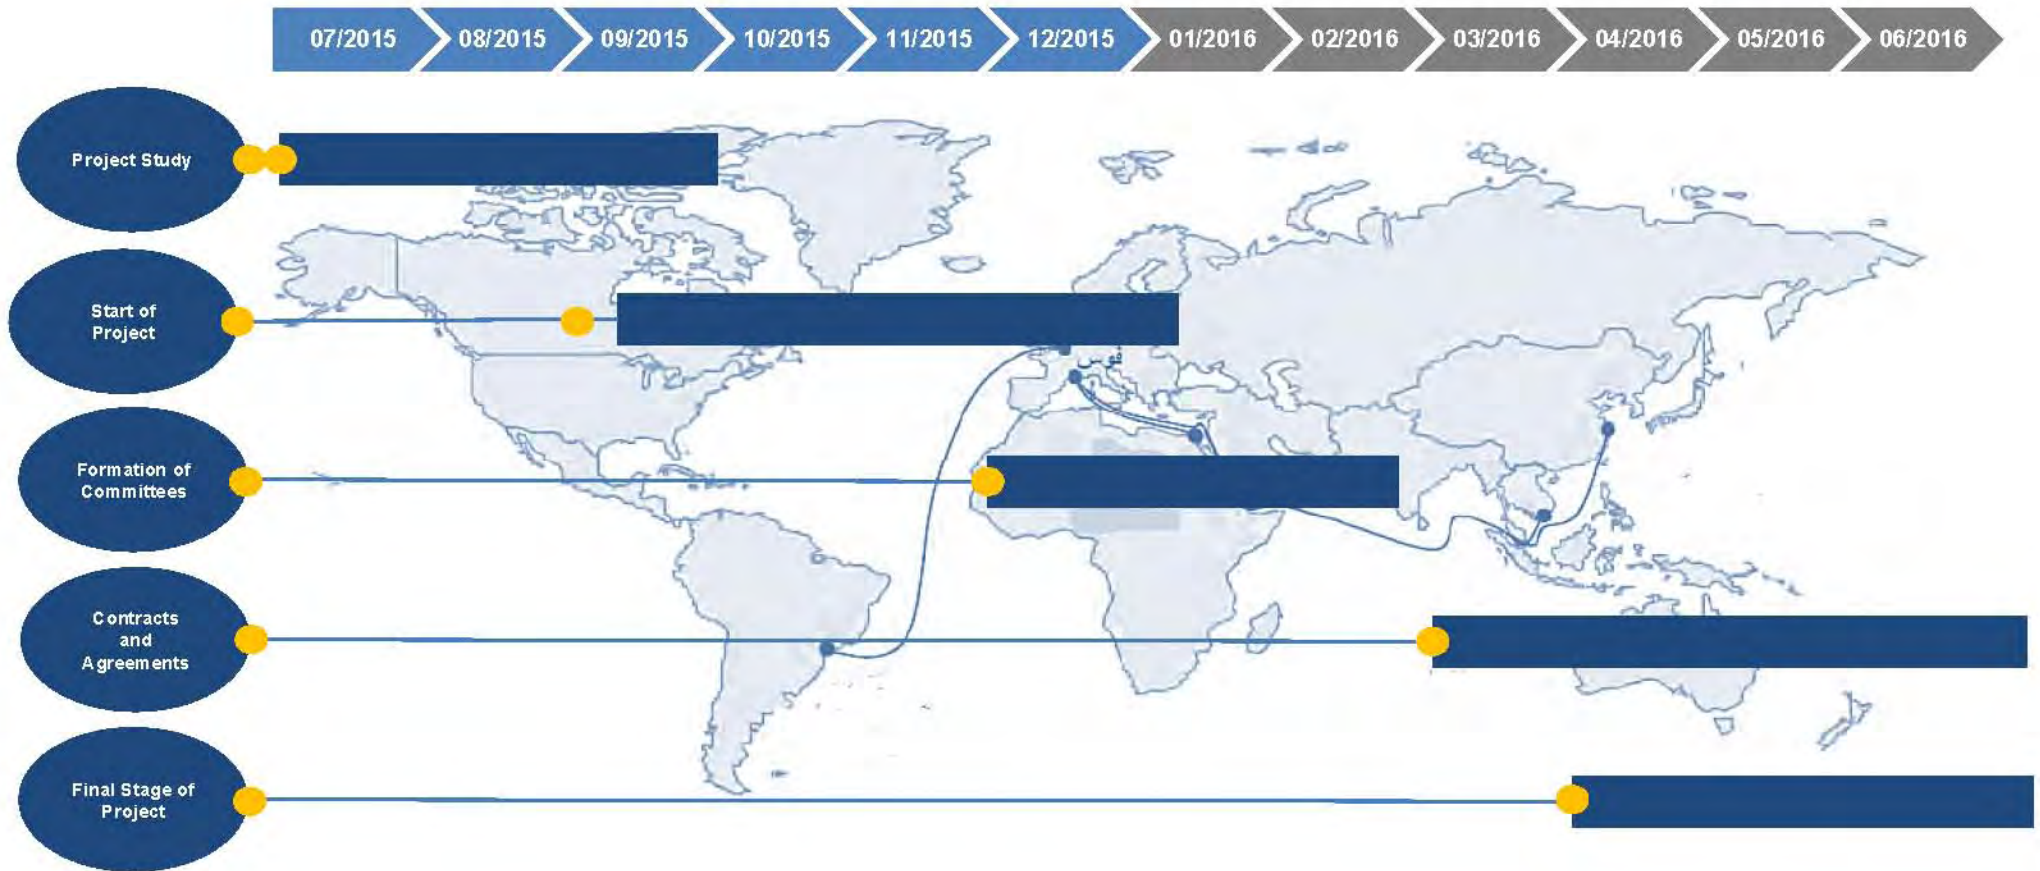 07/2015 08/2015 09/2015 10/2015 11/2015 12/2015 01/2016 02/2016 03/2016 04/2016 05/2016 06/2016
Project Study
Start of
Project
Formation of
Committees
Contracts
and
Agreements
Final Stage of
Project